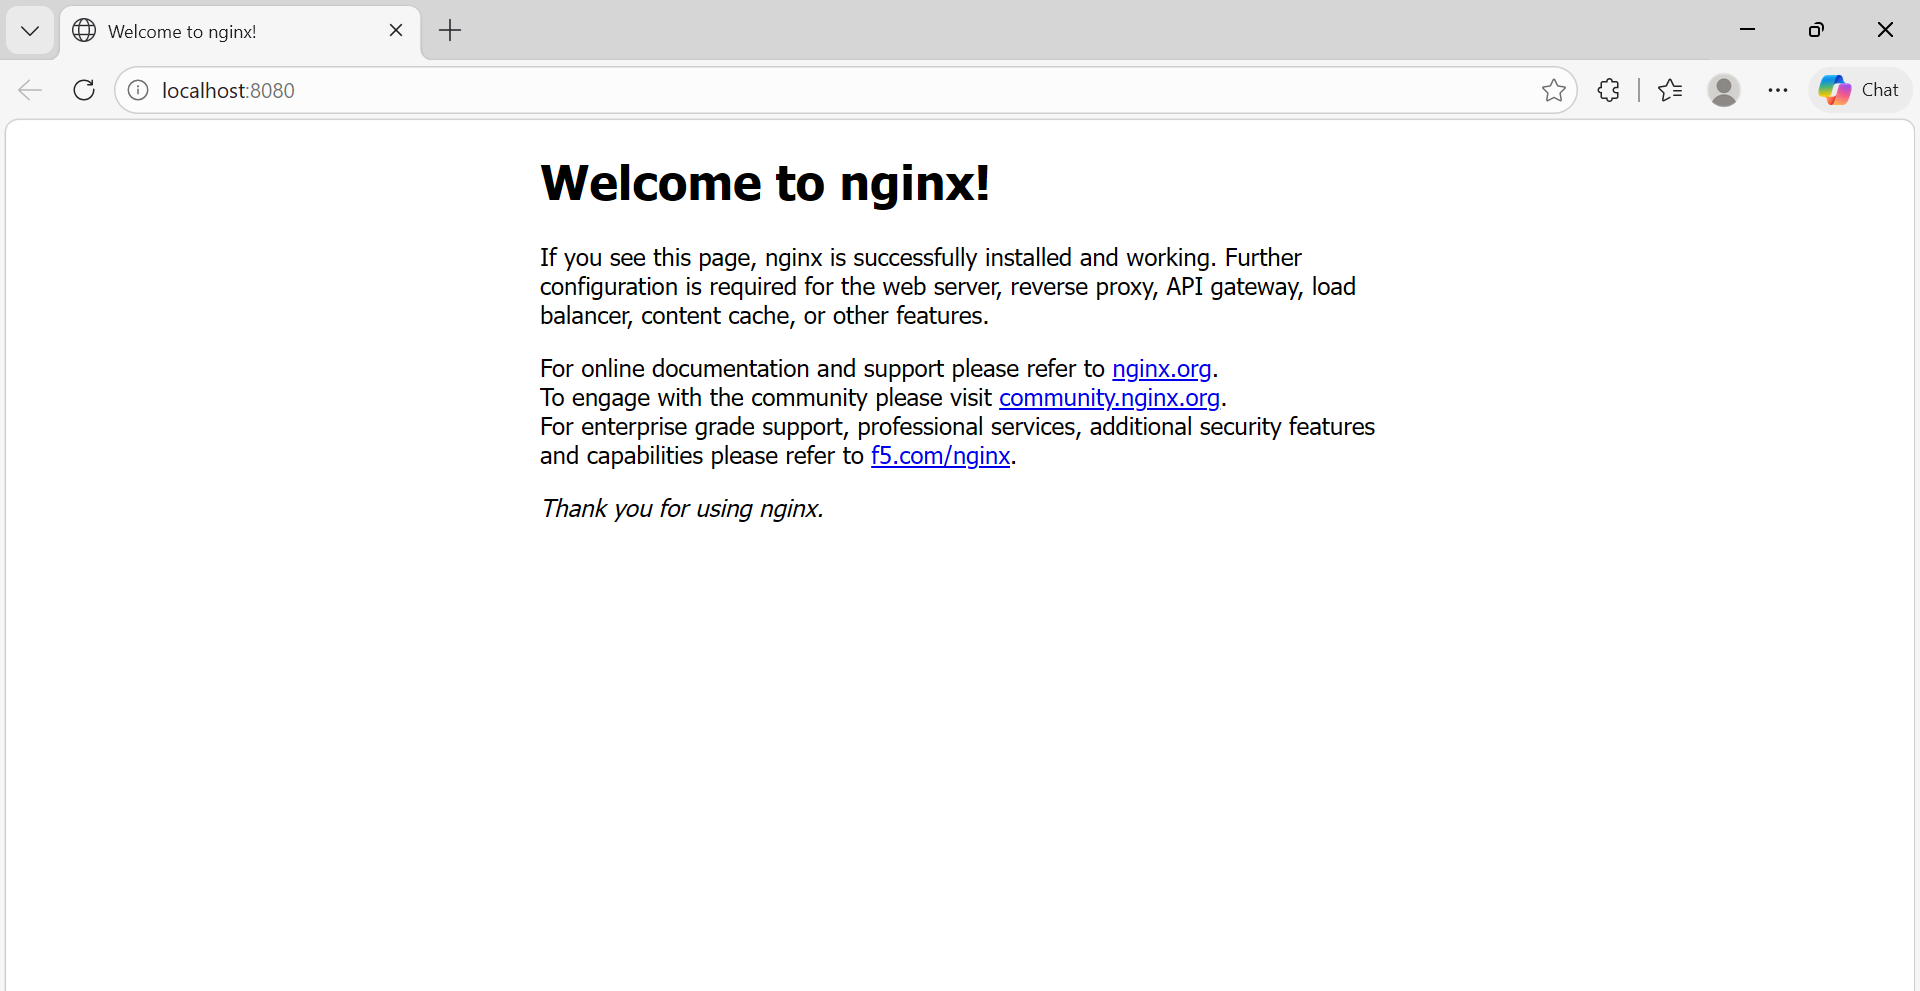 Welcome to nginx!
localhost:8080
Chat
Welcome to nginx!
If you see this page, nginx is successfully installed and working. Further
configuration is required for the web server, reverse proxy, API gateway, load
balancer, content cache, or other features.
For online documentation and support please refer to nginx.org.
To engage with the community please visit community.nginx.org.
For enterprise grade support, professional services, additional security features
and capabilities please refer to f5.com/nginx.
Thank you for using nginx.